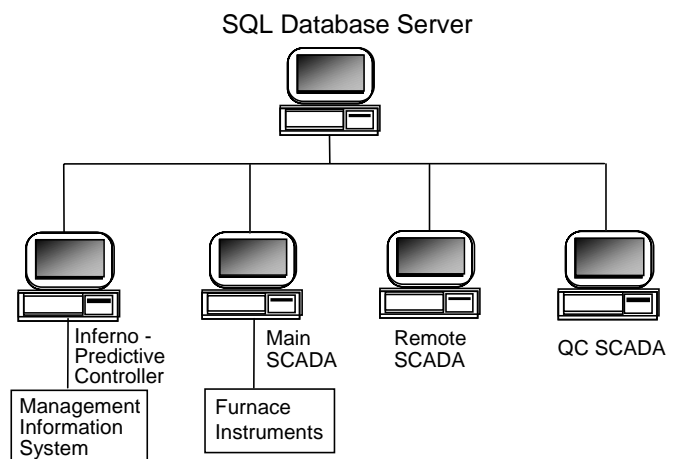 SQL Database Server
Inferno -
Predictive
Controller
Main
SCADA
Remote
SCADA
QC SCADA
Management
Information
System
Furnace
Instruments